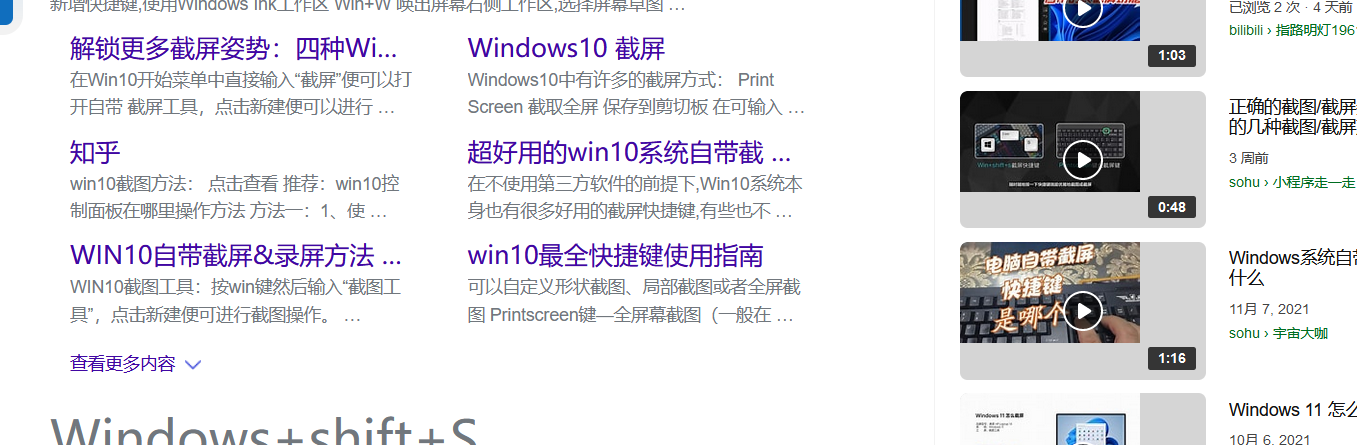 新增快捷键,使用Windows Ink工作区 Win+W 唤出屏幕右侧工作区,选择屏幕草图 …
解锁更多截屏姿势：四种Wi...
在Win10开始菜单中直接输入“截屏”便可以打
开自带 截屏工具，点击新建便可以进行 …
Windows10 截屏
Windows10中有许多的截屏方式： Print
Screen 截取全屏 保存到剪切板 在可输入 …
知乎
win10截图方法： 点击查看 推荐：win10控
制面板在哪里操作方法 方法一：1、使 …
超好用的win10系统自带截 ...
在不使用第三方软件的前提下,Win10系统本
身也有很多好用的截屏快捷键,有些也不 …
WIN10自带截屏&录屏方法 ...
WIN10截图工具：按win键然后输入“截图工
具”，点击新建便可进行截图操作。 …
win10最全快捷键使用指南
可以自定义形状截图、局部截图或者全屏截
图 Printscreen键—全屏幕截图（一般在 …
查看更多内容
Windows+shift+S
1:03
已浏览 2 次 · 4 天前
bilibili › 指路明灯196
Win+shift+s截屏快捷键
0:48
正确的截图/截屏
的几种截图/截屏
3 周前
sohu › 小程序走一走
电脑自带截屏
快捷键
是哪个
1:16
Windows系统自带
什么
11月 7, 2021
sohu › 宇宙大咖
Windows 11 怎么截屏
Windows 11 怎么
10月 6, 2021